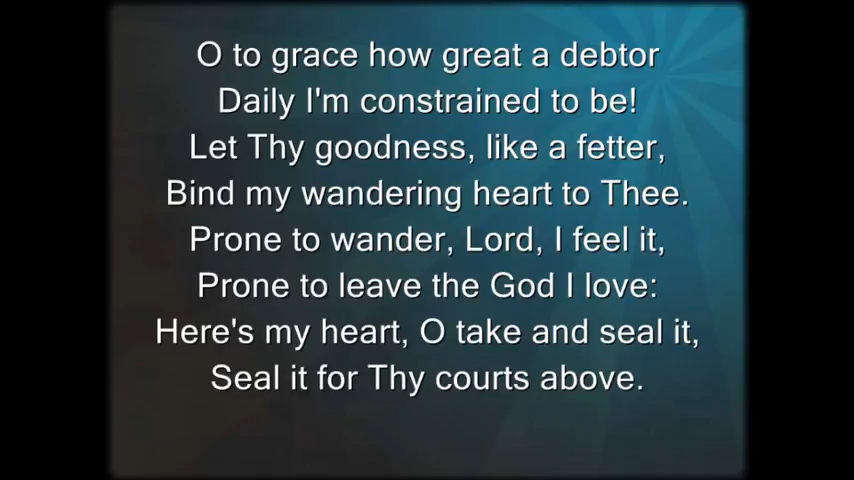 O to grace how great a debtor
Daily I'm constrained to be!
Let Thy goodness, like a fetter,
Bind my wandering heart to Thee.
Prone to wander, Lord, I feel it,
Prone to leave the God I love:
Here's my heart, O take and seal it,
Seal it for Thy courts above.